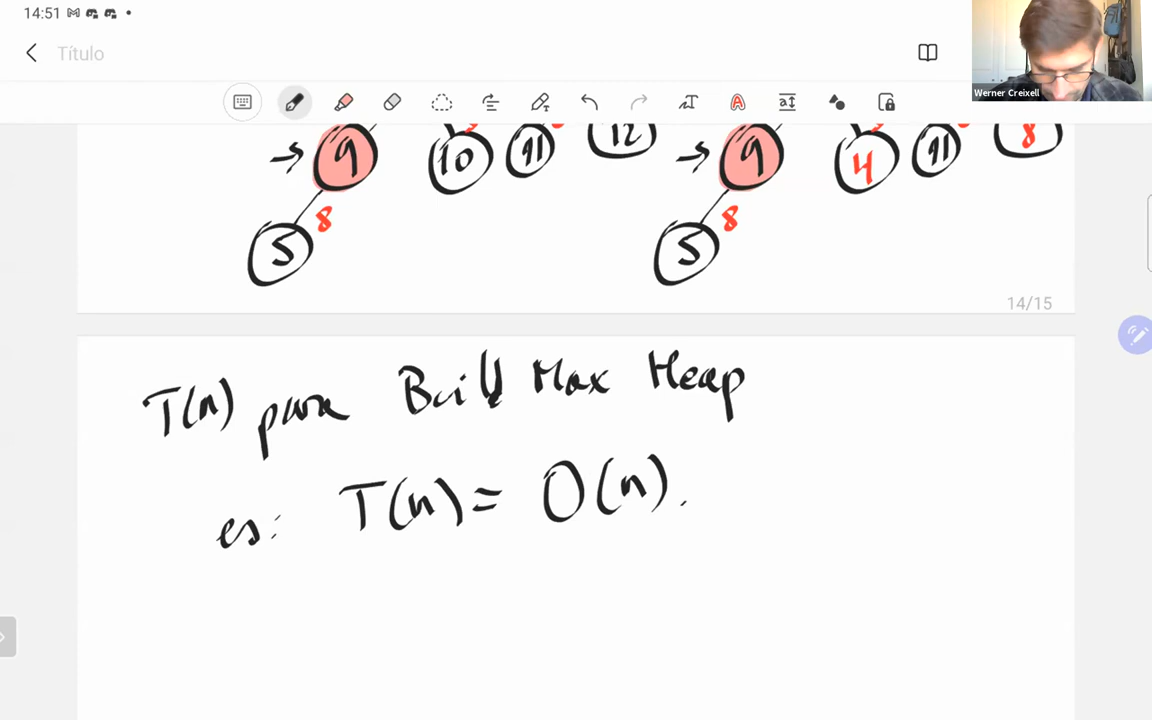 14:51
Título
Werner Creixell
9 10 11 12 9 4 11 8
8 8
5 5
14/15
T(n) para Build Max Heap
es: T(n) = O(n).